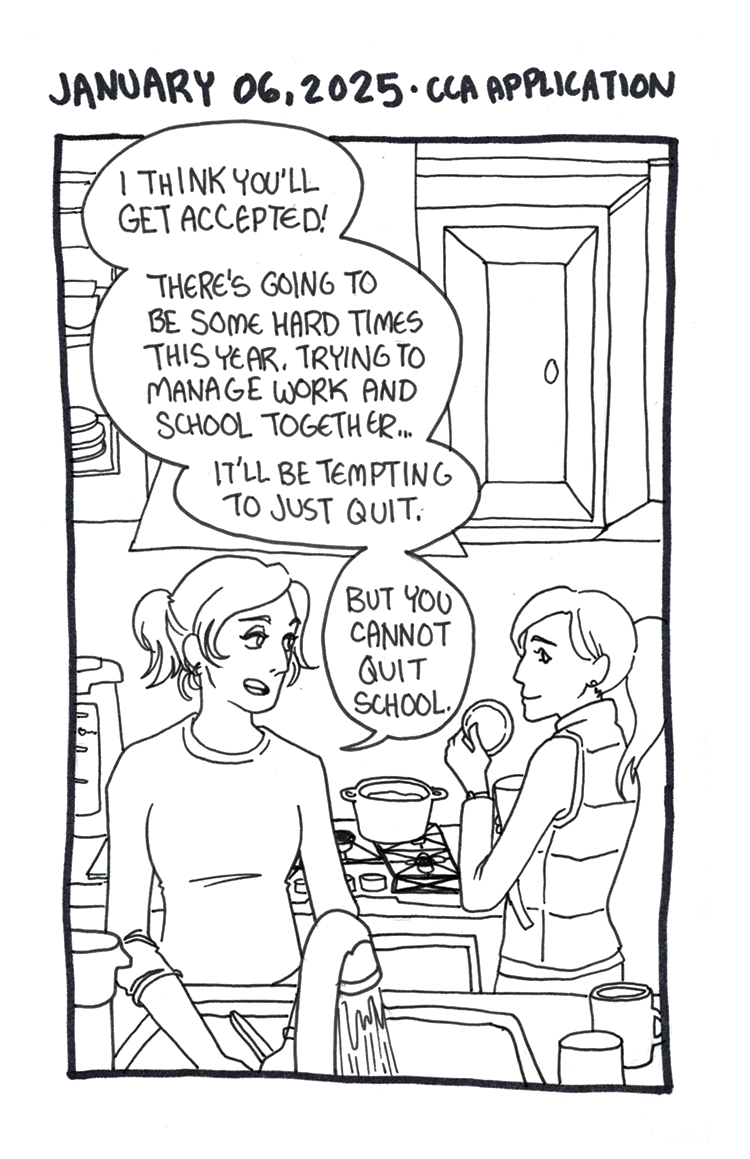 JANUARY 06, 2025 · CCA APPLICATION
I THINK YOU'LL
GET ACCEPTED!
THERE'S GOING TO
BE SOME HARD TIMES
THIS YEAR. TRYING TO
MANAGE WORK AND
SCHOOL TOGETHER...
IT'LL BE TEMPTING
TO JUST QUIT.
BUT YOU
CANNOT
QUIT
SCHOOL.